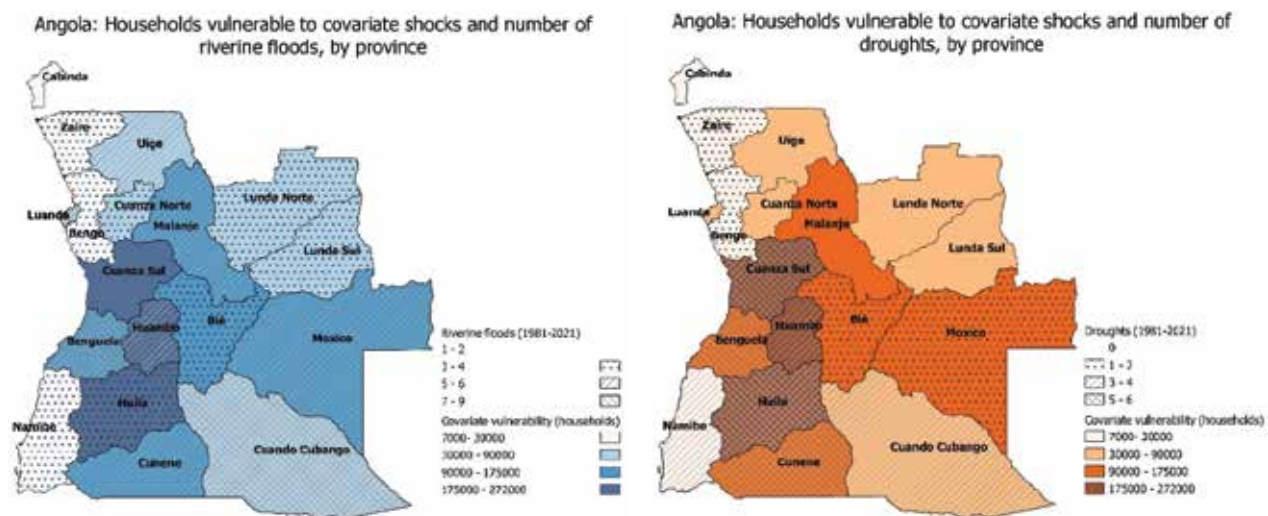 Angola: Households vulnerable to covariate shocks and number of
riverine floods, by province
Cabinda
Zaire
Uige
Luanda
Cuanza Norte
Lunda Norte
Bengo
Malanje
Lunda Sul
Cuanza Sul
Huambo
Bié
Benguela
Moxico
Huila
Namibe
Cunene
Cuando Cubango
Riverine floods (1981-2021)
1 - 2
3 - 4
5 - 6
7 - 9
Covariate vulnerability (households)
7000- 30000
30000 - 90000
90000 - 175000
175000 - 272000
Angola: Households vulnerable to covariate shocks and number of
droughts, by province
Cabinda
Zaire
Uige
Luanda
Cuanza Norte
Lunda Norte
Bengo
Malanje
Lunda Sul
Cuanza Sul
Huambo
Bié
Benguela
Moxico
Huila
Namibe
Cunene
Cuando Cubango
Droughts (1981-2021)
0
1 - 2
3 - 4
5 - 6
Covariate vulnerability (households)
7000- 30000
30000 - 90000
90000 - 175000
175000 - 272000